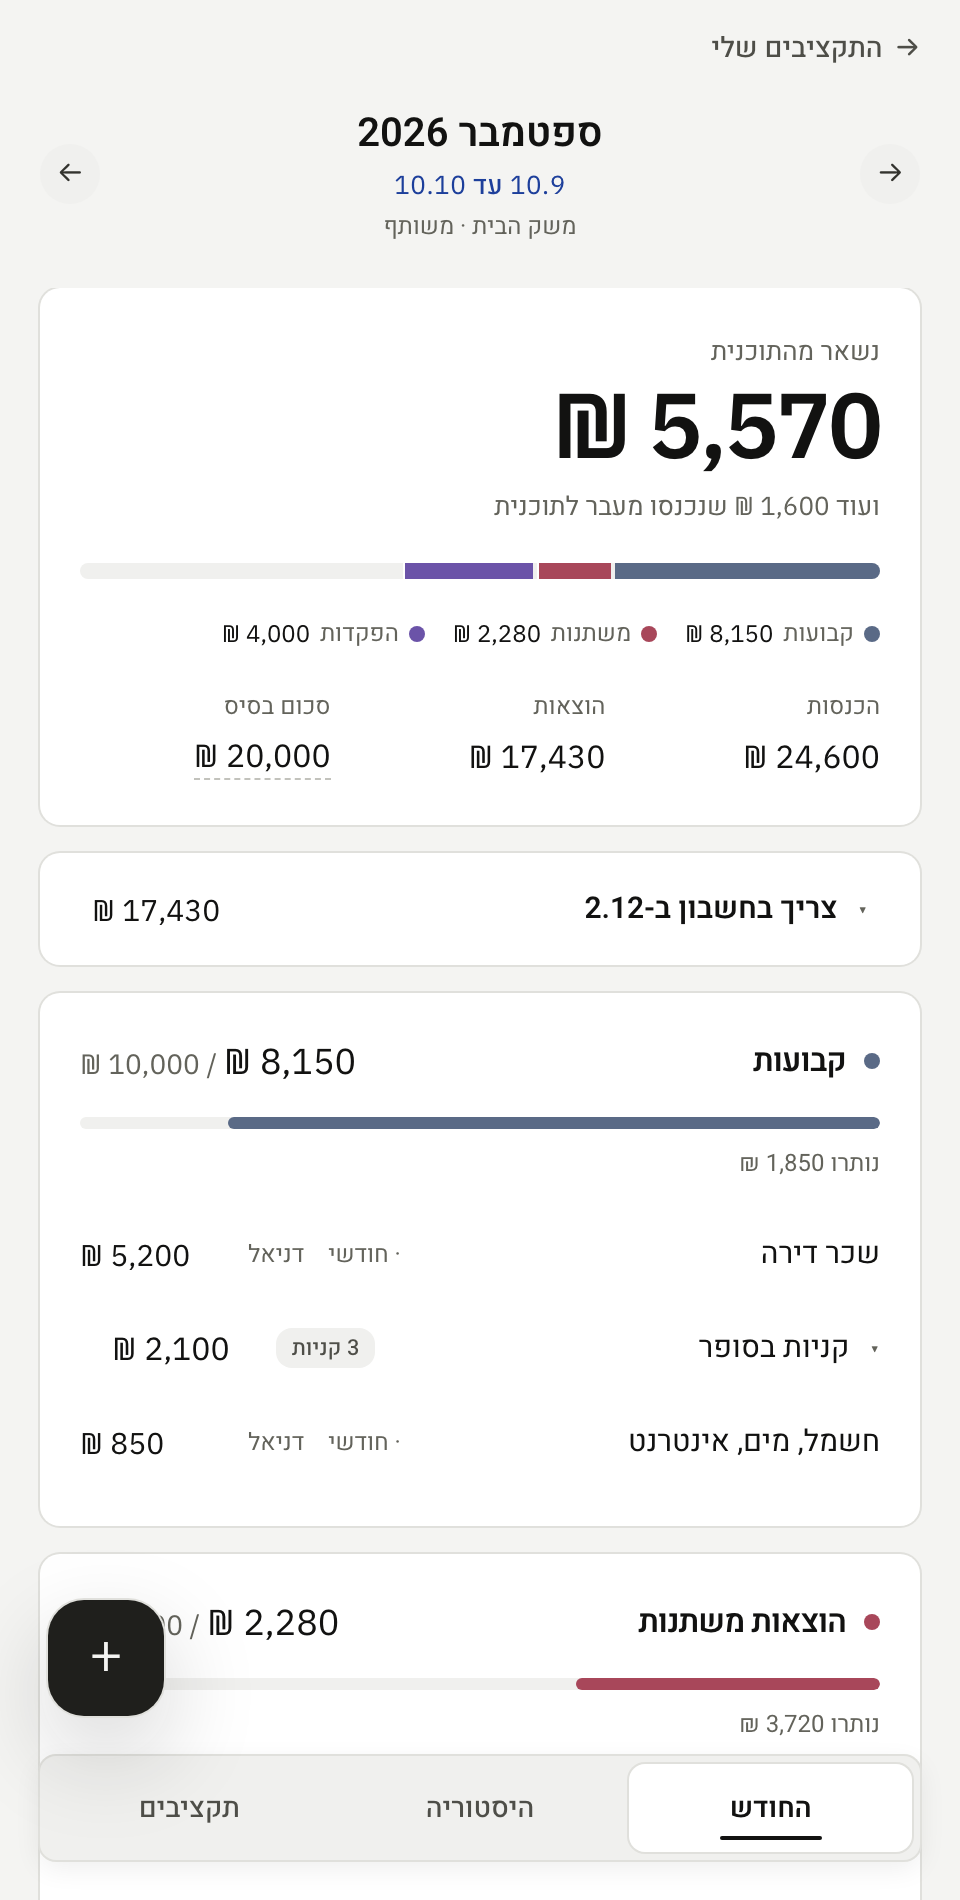 התקציבים שלי
ספטמבר 2026
10.9 עד 10.10
משק הבית · משותף
נשאר מהתוכנית
5,570 ₪
ועוד 1,600 ₪ שנכנסו מעבר לתוכנית
קבועות 8,150 ₪ משתנות 2,280 ₪ הפקדות 4,000 ₪
הכנסות הוצאות סכום בסיס
24,600 ₪ 17,430 ₪ 20,000 ₪
צריך בחשבון ב-2.12 17,430 ₪
קבועות 8,150 ₪ / 10,000 ₪
נותרו 1,850 ₪
שכר דירה · חודשי דניאל 5,200 ₪
קניות בסופר 3 קניות 2,100 ₪
חשמל, מים, אינטרנט · חודשי דניאל 850 ₪
הוצאות משתנות 2,280 ₪ /
נותרו 3,720 ₪
+
החודש היסטוריה תקציבים